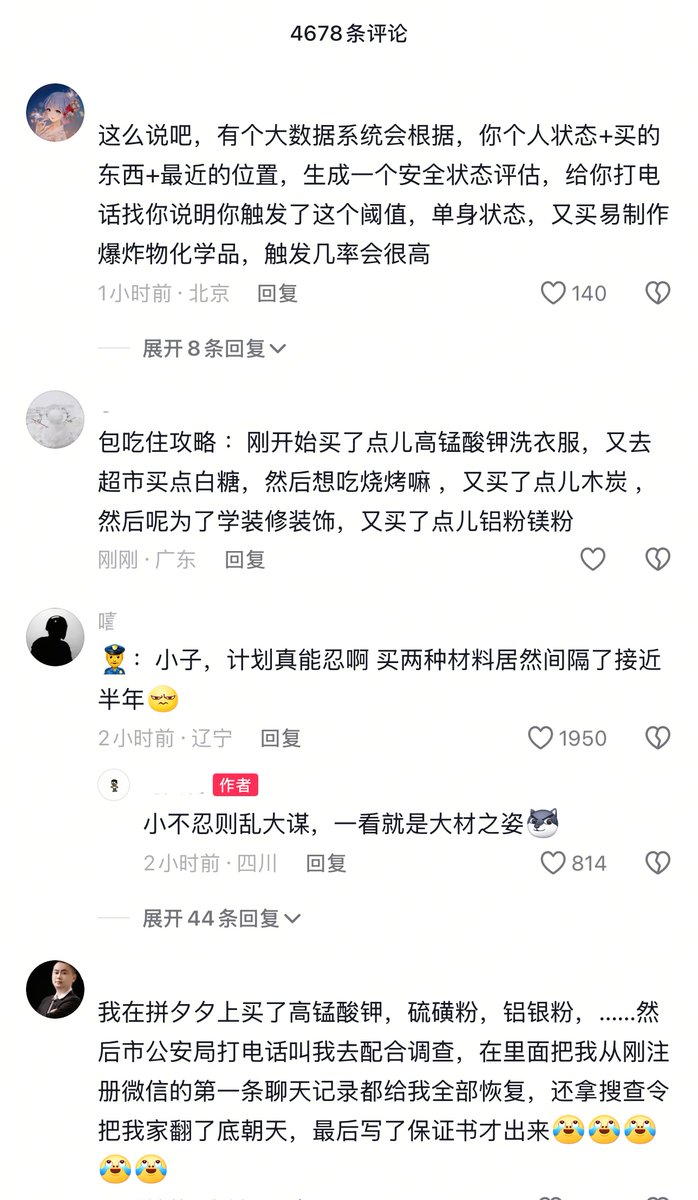 4678条评论
这么说吧，有个大数据系统会根据，你个人状态+买的
东西+最近的位置，生成一个安全状态评估，给你打电
话找你说明你触发了这个阈值，单身状态，又买易制作
爆炸物化学品，触发几率会很高
1小时前 · 北京 回复 140
展开8条回复
包吃住攻略：刚开始买了点儿高锰酸钾洗衣服，又去
超市买点白糖，然后想吃烧烤嘛，又买了点儿木炭，
然后呢为了学装修装饰，又买了点儿铝粉镁粉
刚刚 · 广东 回复
嚯
👮：小子，计划真能忍啊 买两种材料居然间隔了接近
半年
2小时前 · 辽宁 回复 1950
作者
小不忍则乱大谋，一看就是大材之姿
2小时前 · 四川 回复 814
展开44条回复
我在拼夕夕上买了高锰酸钾，硫磺粉，铝银粉，......然
后市公安局打电话叫我去配合调查，在里面把我从刚注
册微信的第一条聊天记录都给我全部恢复，还拿搜查令
把我家翻了底朝天，最后写了保证书才出来😂😂😂
😂😂